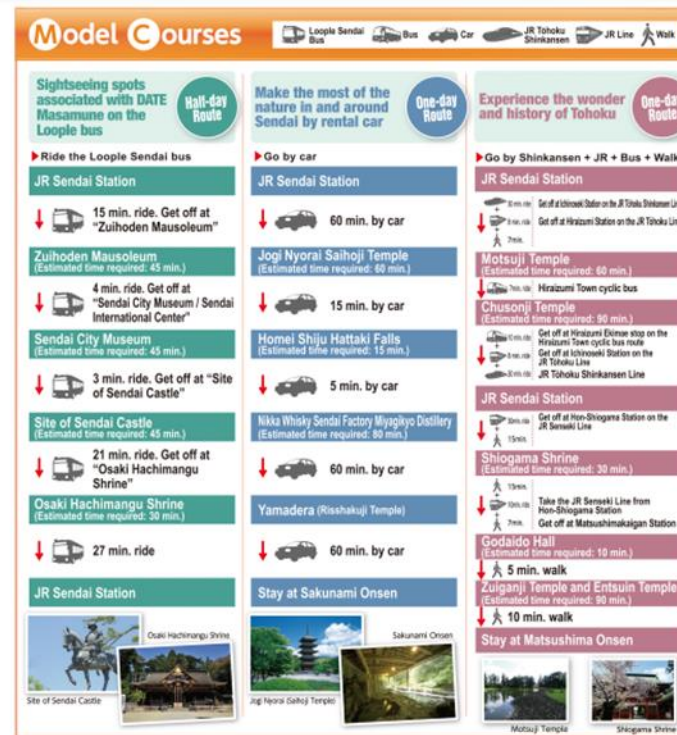 Model Courses
Loople Sendai
Bus
Bus
Car
JR Tohoku
Shinkansen
JR Line
Walk
Sightseeing spots
associated with DATE
Masamune on the
Loople bus
Half-day
Route
Ride the Loople Sendai bus
JR Sendai Station
15 min. ride. Get off at
"Zuihoden Mausoleum"
Zuihoden Mausoleum
(Estimated time required: 45 min.)
4 min. ride. Get off at
"Sendai City Museum / Sendai
International Center"
Sendai City Museum
(Estimated time required: 45 min.)
3 min. ride. Get off at "Site
of Sendai Castle"
Site of Sendai Castle
(Estimated time required: 45 min.)
21 min. ride. Get off at
"Osaki Hachimangu
Shrine"
Osaki Hachimangu Shrine
(Estimated time required: 30 min.)
27 min. ride
JR Sendai Station
Osaki Hachimangu Shrine
Site of Sendai Castle
Make the most of the
nature in and around
Sendai by rental car
One-day
Route
Go by car
JR Sendai Station
60 min. by car
Jogi Nyorai Saihoji Temple
(Estimated time required: 60 min.)
15 min. by car
Homei Shiju Hattaki Falls
(Estimated time required: 15 min.)
5 min. by car
Nikka Whisky Sendai Factory Miyagikyo Distillery
(Estimated time required: 80 min.)
60 min. by car
Yamadera (Risshakuji Temple)
60 min. by car
Stay at Sakunami Onsen
Sakunami Onsen
Jogi Nyorai (Saihoji Temple)
Experience the wonder
and history of Tohoku
One-da
Route
Go by Shinkansen + JR + Bus + Walk
JR Sendai Station
Get off at Ichinoseki Station on the JR Tohoku Shinkansen Lin
Get off at Hiraizumi Station on the JR Tohoku Lin
7min.
Motsuji Temple
(Estimated time required: 60 min.)
Hiraizumi Town cyclic bus
Chusonji Temple
(Estimated time required: 90 min.)
Get off at Hiraizumi Ekimae stop on the
Hiraizumi Town cyclic bus route
Get off at Ichinoseki Station on the
JR Tohoku Line
JR Tohoku Shinkansen Line
JR Sendai Station
Get off at Hon-Shiogama Station on the
JR Senseki Line
15min.
Shiogama Shrine
(Estimated time required: 30 min.)
15min.
Take the JR Senseki Line from
Hon-Shiogama Station
7min.
Get off at Matsushimakaigan Station
Godaido Hall
(Estimated time required: 10 min.)
5 min. walk
Zuiganji Temple and Entsuin Temple
(Estimated time required: 90 min.)
10 min. walk
Stay at Matsushima Onsen
Motsuji Temple
Shiogama Shrine